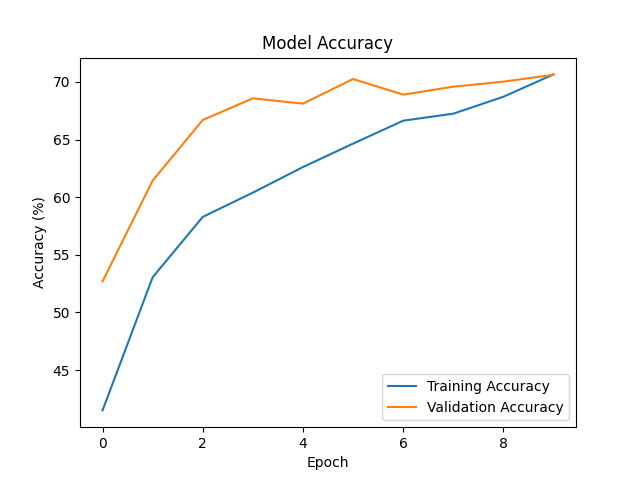 Model Accuracy
Accuracy (%)
70
65
60
55
50
45
0 2 4 6 8
Epoch
Training Accuracy
Validation Accuracy